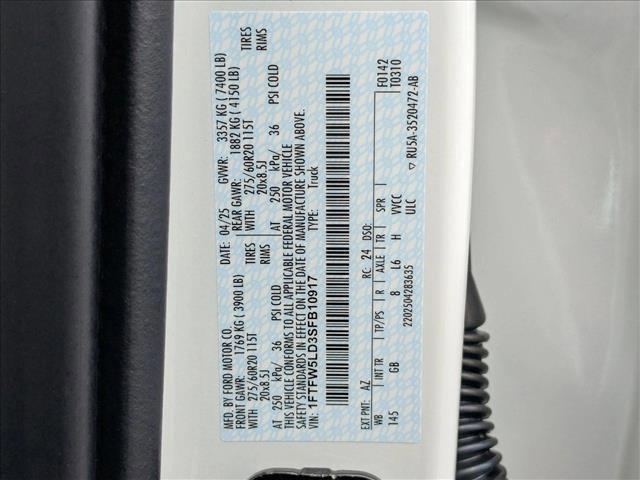 MFD. BY FORD MOTOR CO.
DATE: 04/25 GVWR: 3357 KG ( 7400 LB)
FRONT GAWR: 1769 KG ( 3900 LB) REAR GAWR: 1882 KG ( 4150 LB)
WITH 275/60R20 115T TIRES WITH 275/60R20 115T TIRES
20x8.5J RIMS 20x8.5J RIMS
AT 250 kPa/ 36 PSI COLD AT 250 kPa/ 36 PSI COLD
THIS VEHICLE CONFORMS TO ALL APPLICABLE FEDERAL MOTOR VEHICLE
SAFETY STANDARDS IN EFFECT ON THE DATE OF MANUFACTURE SHOWN ABOVE.
VIN: 1FTFW5LD3SFB10917 TYPE: Truck
F0142
T0310
EXT PNT: AZ RC: 24 DSO:
WB INT TR TP/PS R AXLE TR SPR
145 GB 8 L6 H VVCC
ULC
2202504283635
▽ RU5A-3520472-AB